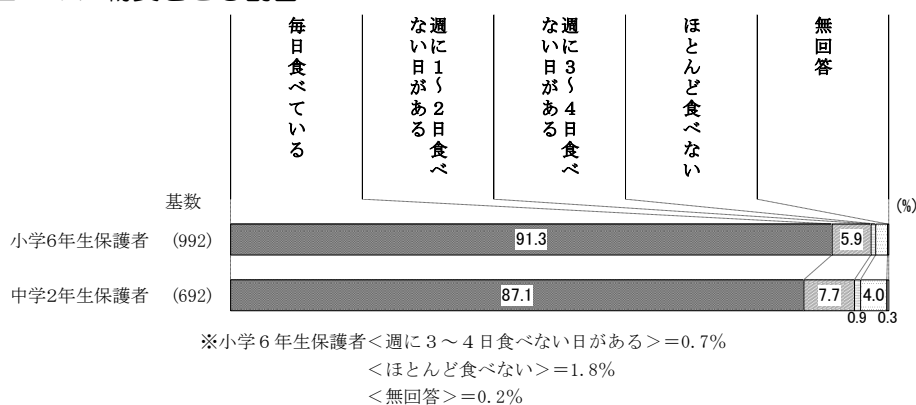 毎日食べている
週に1～2日食べ
ない日がある
週に3～4日食べ
ない日がある
ほとんど食べない
無回答
基数
(%)
小学6年生保護者 (992) 91.3 5.9
中学2年生保護者 (692) 87.1 7.7 0.9 4.0 0.3
※小学6年生保護者＜週に３～４日食べない日がある＞＝0.7%
＜ほとんど食べない＞＝1.8%
＜無回答＞＝0.2%